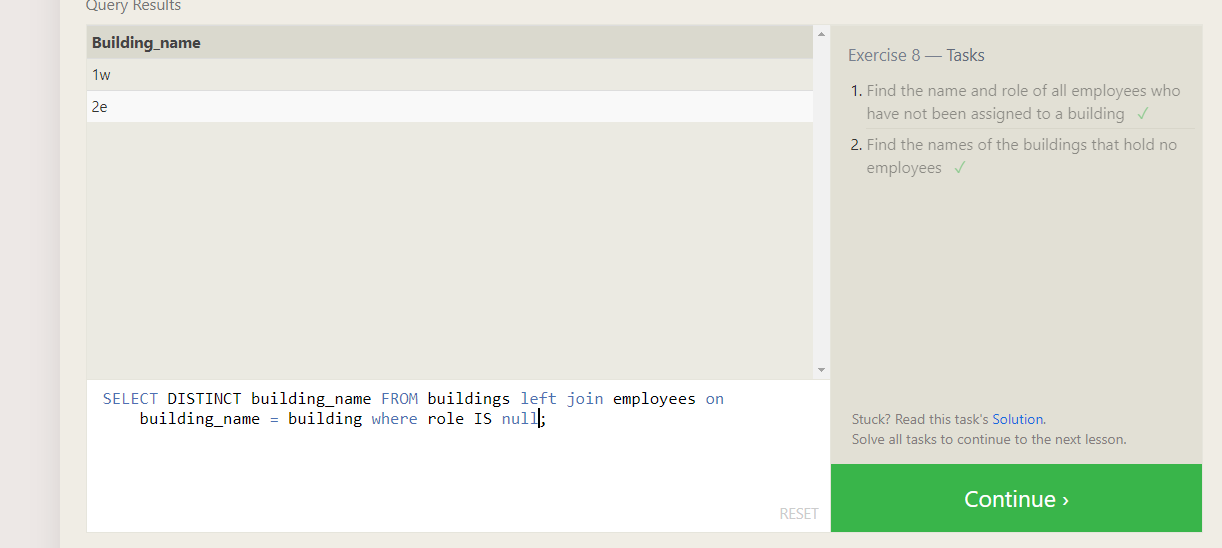 Query Results
Building_name
1w
2e
SELECT DISTINCT building_name FROM buildings left join employees on
building_name = building where role IS null;
RESET
Exercise 8 — Tasks
1. Find the name and role of all employees who
have not been assigned to a building ✓
2. Find the names of the buildings that hold no
employees ✓
Stuck? Read this task's Solution.
Solve all tasks to continue to the next lesson.
Continue ›